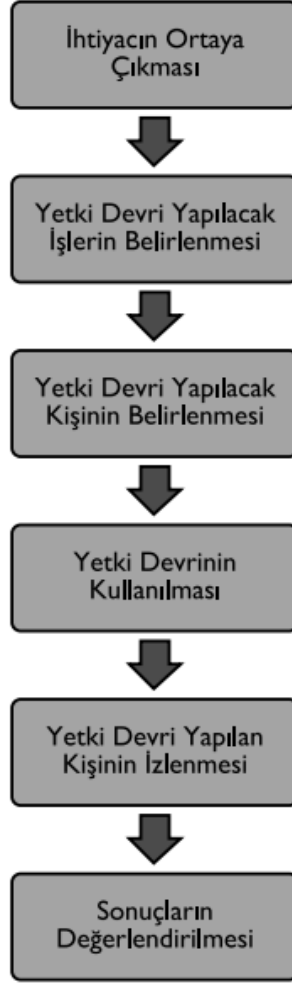 İhtiyacın Ortaya
Çıkması
Yetki Devri Yapılacak
İşlerin Belirlenmesi
Yetki Devri Yapılacak
Kişinin Belirlenmesi
Yetki Devrinin
Kullanılması
Yetki Devri Yapılan
Kişinin İzlenmesi
Sonuçların
Değerlendirilmesi